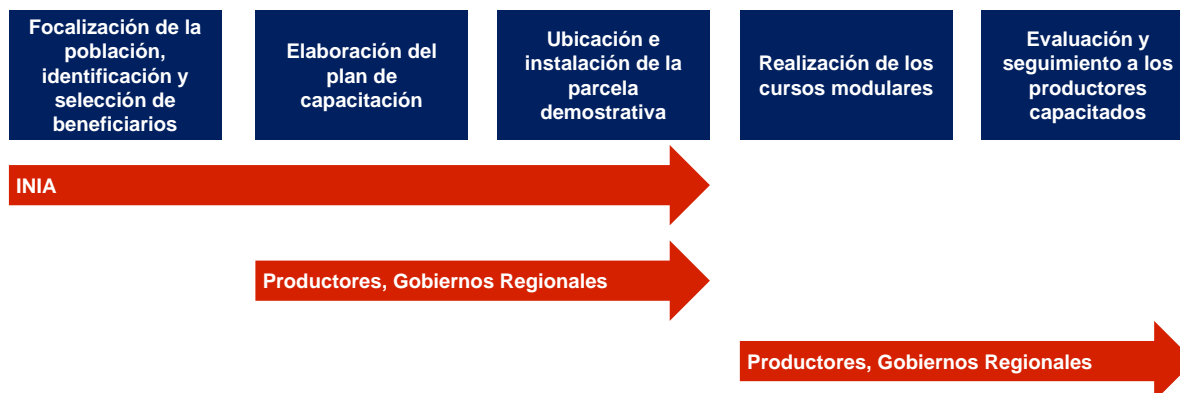 Focalización de la
población,
identificación y
selección de
beneficiarios
Elaboración del
plan de
capacitación
Ubicación e
instalación de la
parcela
demostrativa
Realización de los
cursos modulares
Evaluación y
seguimiento a los
productores
capacitados
INIA
Productores, Gobiernos Regionales
Productores, Gobiernos Regionales